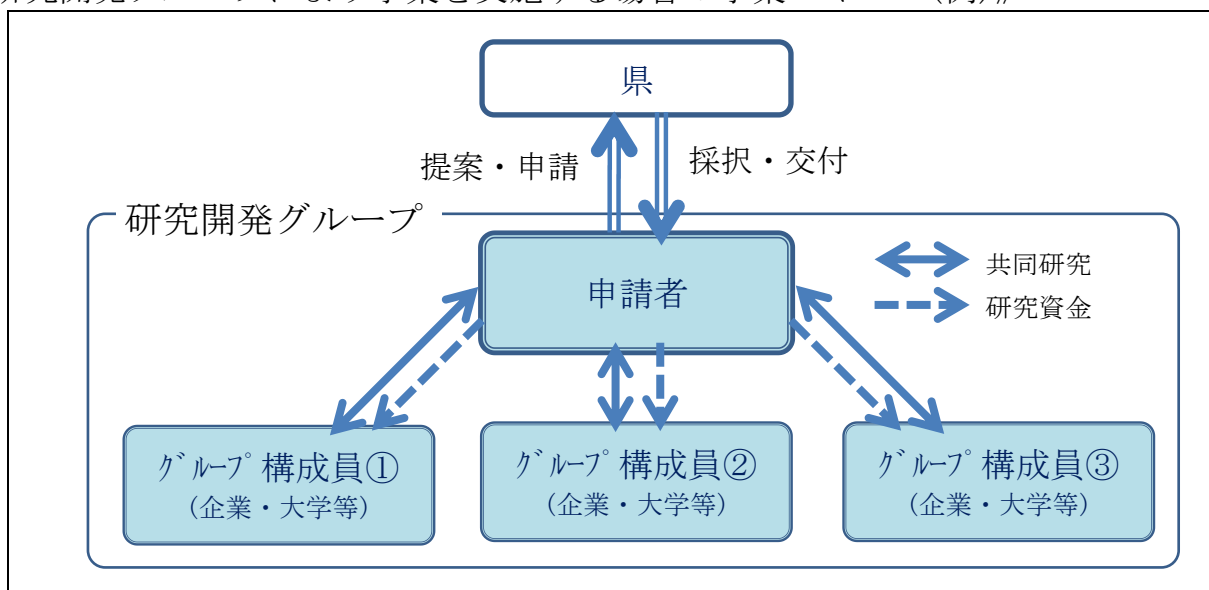 県
提案・申請
採択・交付
研究開発グループ
申請者
共同研究
研究資金
ｸﾞﾙｰﾌﾟ構成員①
(企業・大学等)
ｸﾞﾙｰﾌﾟ構成員②
(企業・大学等)
ｸﾞﾙｰﾌﾟ構成員③
(企業・大学等)